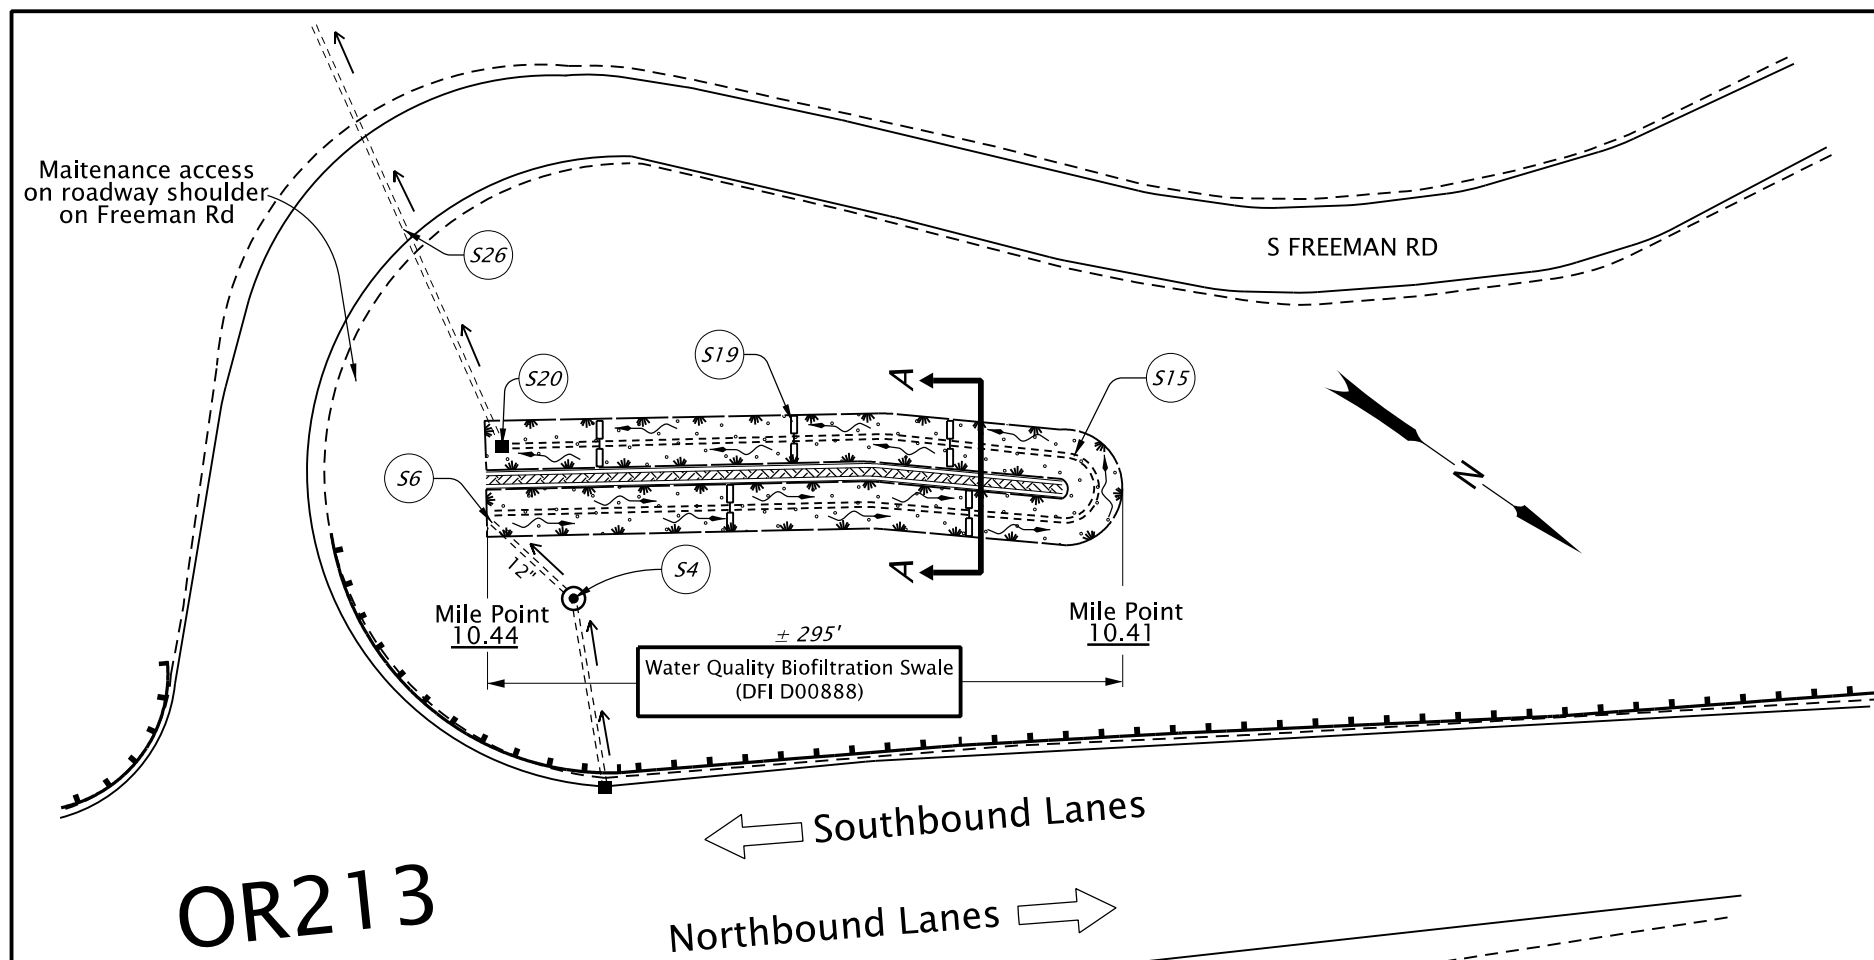 Maitenance access
on roadway shoulder
on Freeman Rd
S26
S FREEMAN RD
S20
S19
A
S15
S6
N
12"
S4
A
Mile Point
10.44
± 295'
Mile Point
10.41
Water Quality Biofiltration Swale
(DFI D00888)
Southbound Lanes
OR213
Northbound Lanes